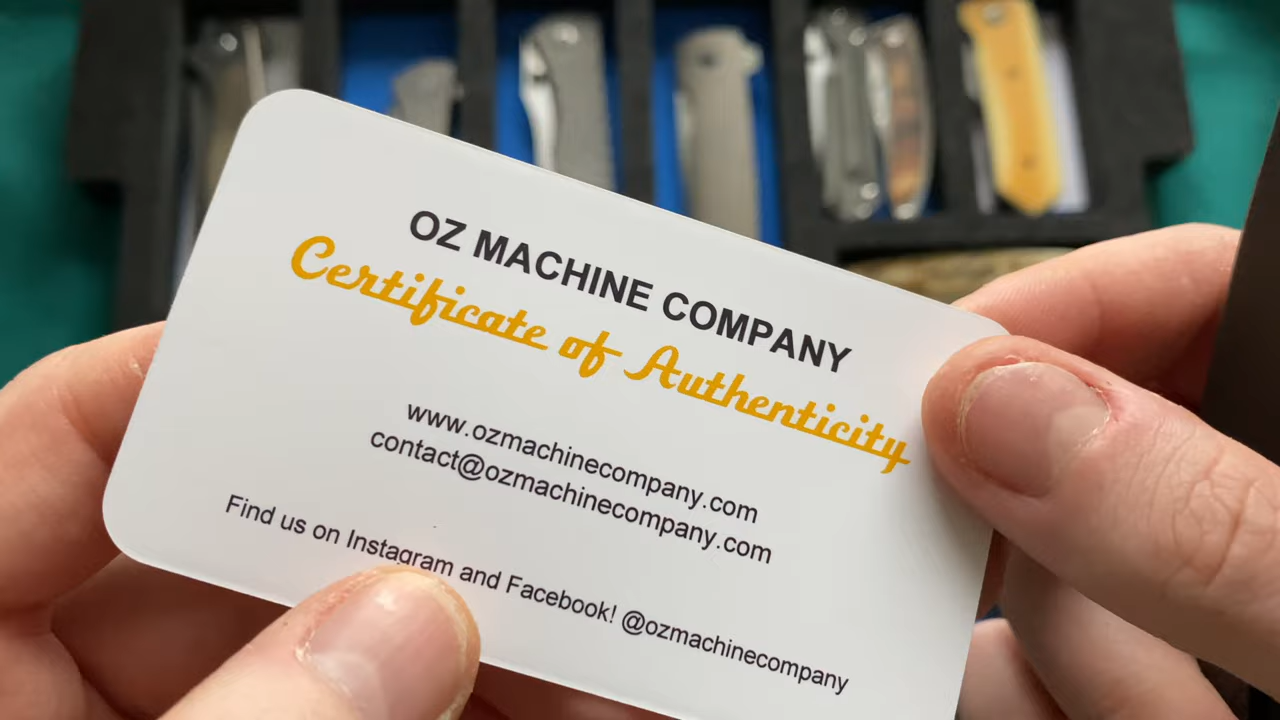 OZ MACHINE COMPANY
Certificate of Authenticity
www.ozmachinecompany.com
contact@ozmachinecompany.com
Find us on Instagram and Facebook! @ozmachinecompany